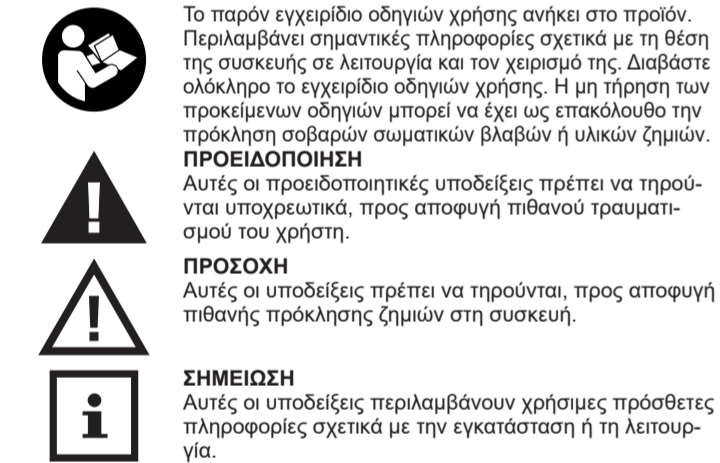 Το παρόν εγχειρίδιο οδηγιών χρήσης ανήκει στο προϊόν.
Περιλαμβάνει σημαντικές πληροφορίες σχετικά με τη θέση
της συσκευής σε λειτουργία και τον χειρισμό της. Διαβάστε
ολόκληρο το εγχειρίδιο οδηγιών χρήσης. Η μη τήρηση των
προκείμενων οδηγιών μπορεί να έχει ως επακόλουθο την
πρόκληση σοβαρών σωματικών βλαβών ή υλικών ζημιών.
ΠΡΟΕΙΔΟΠΟΙΗΣΗ
Αυτές οι προειδοποιητικές υποδείξεις πρέπει να τηρού-
νται υποχρεωτικά, προς αποφυγή πιθανού τραυματι-
σμού του χρήστη.
ΠΡΟΣΟΧΗ
Αυτές οι υποδείξεις πρέπει να τηρούνται, προς αποφυγή
πιθανής πρόκλησης ζημιών στη συσκευή.
ΣΗΜΕΙΩΣΗ
Αυτές οι υποδείξεις περιλαμβάνουν χρήσιμες πρόσθετες
πληροφορίες σχετικά με την εγκατάσταση ή τη λειτουρ-
γία.